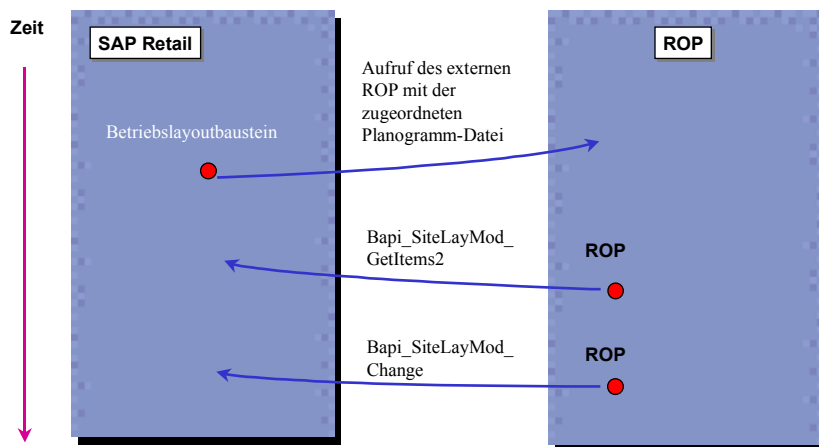 Zeit
SAP Retail
ROP
Aufruf des externen
ROP mit der
zugeordneten
Planogramm-Datei
Betriebslayoutbaustein
Bapi_SiteLayMod_
GetItems2
ROP
Bapi_SiteLayMod_
Change
ROP